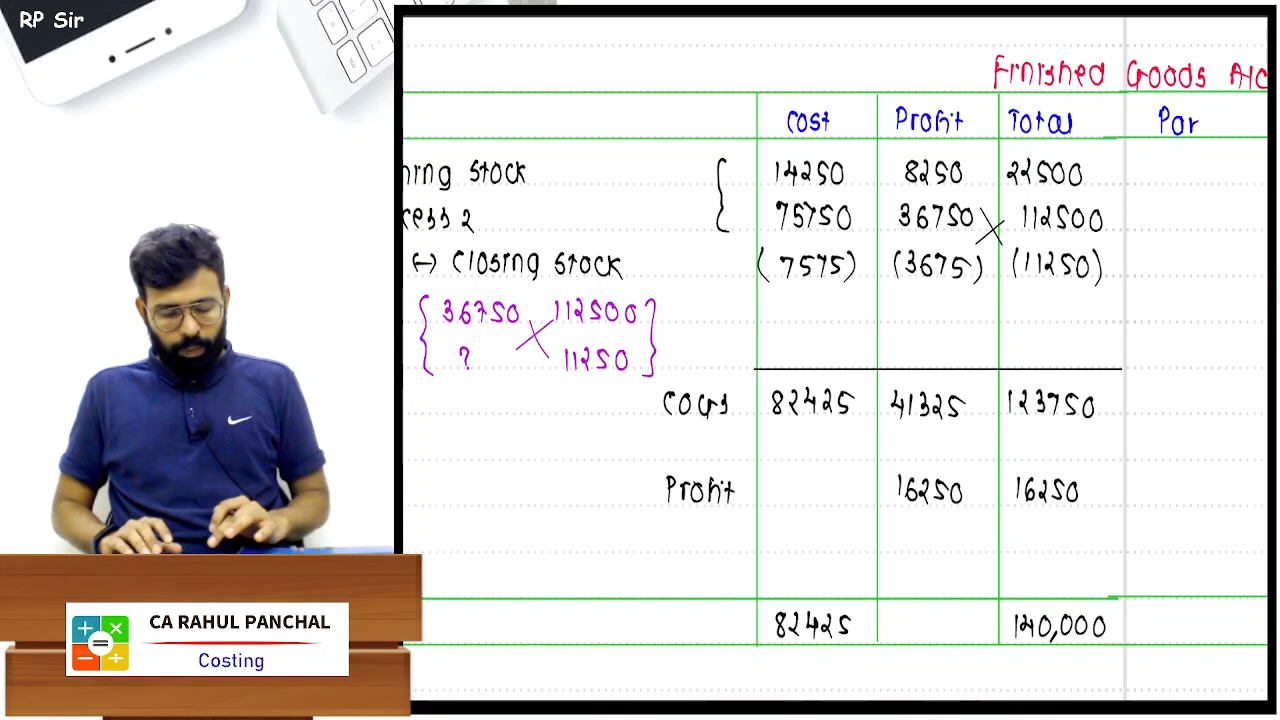 RP Sir
Finished Goods A/C
Cost Profit Total Par
ning Stock 14250 8250 22500
cess 2 75750 36750 112500
(-) Closing Stock (7575) (3675) (11250)
36750 112500
? 11250
COGS 82425 41325 123750
Profit 16250 16250
82425 140,000
CA RAHUL PANCHAL
Costing